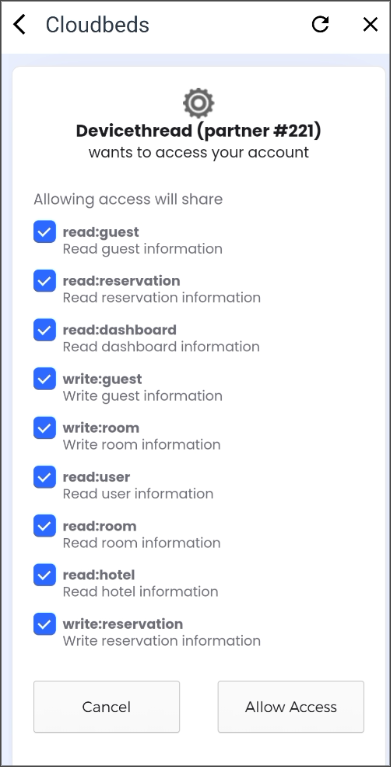 Cloudbeds
Devicethread (partner #221)
wants to access your account
Allowing access will share
read:guest
Read guest information
read:reservation
Read reservation information
read:dashboard
Read dashboard information
write:guest
Write guest information
write:room
Write room information
read:user
Read user information
read:room
Read room information
read:hotel
Read hotel information
write:reservation
Write reservation information
Cancel
Allow Access